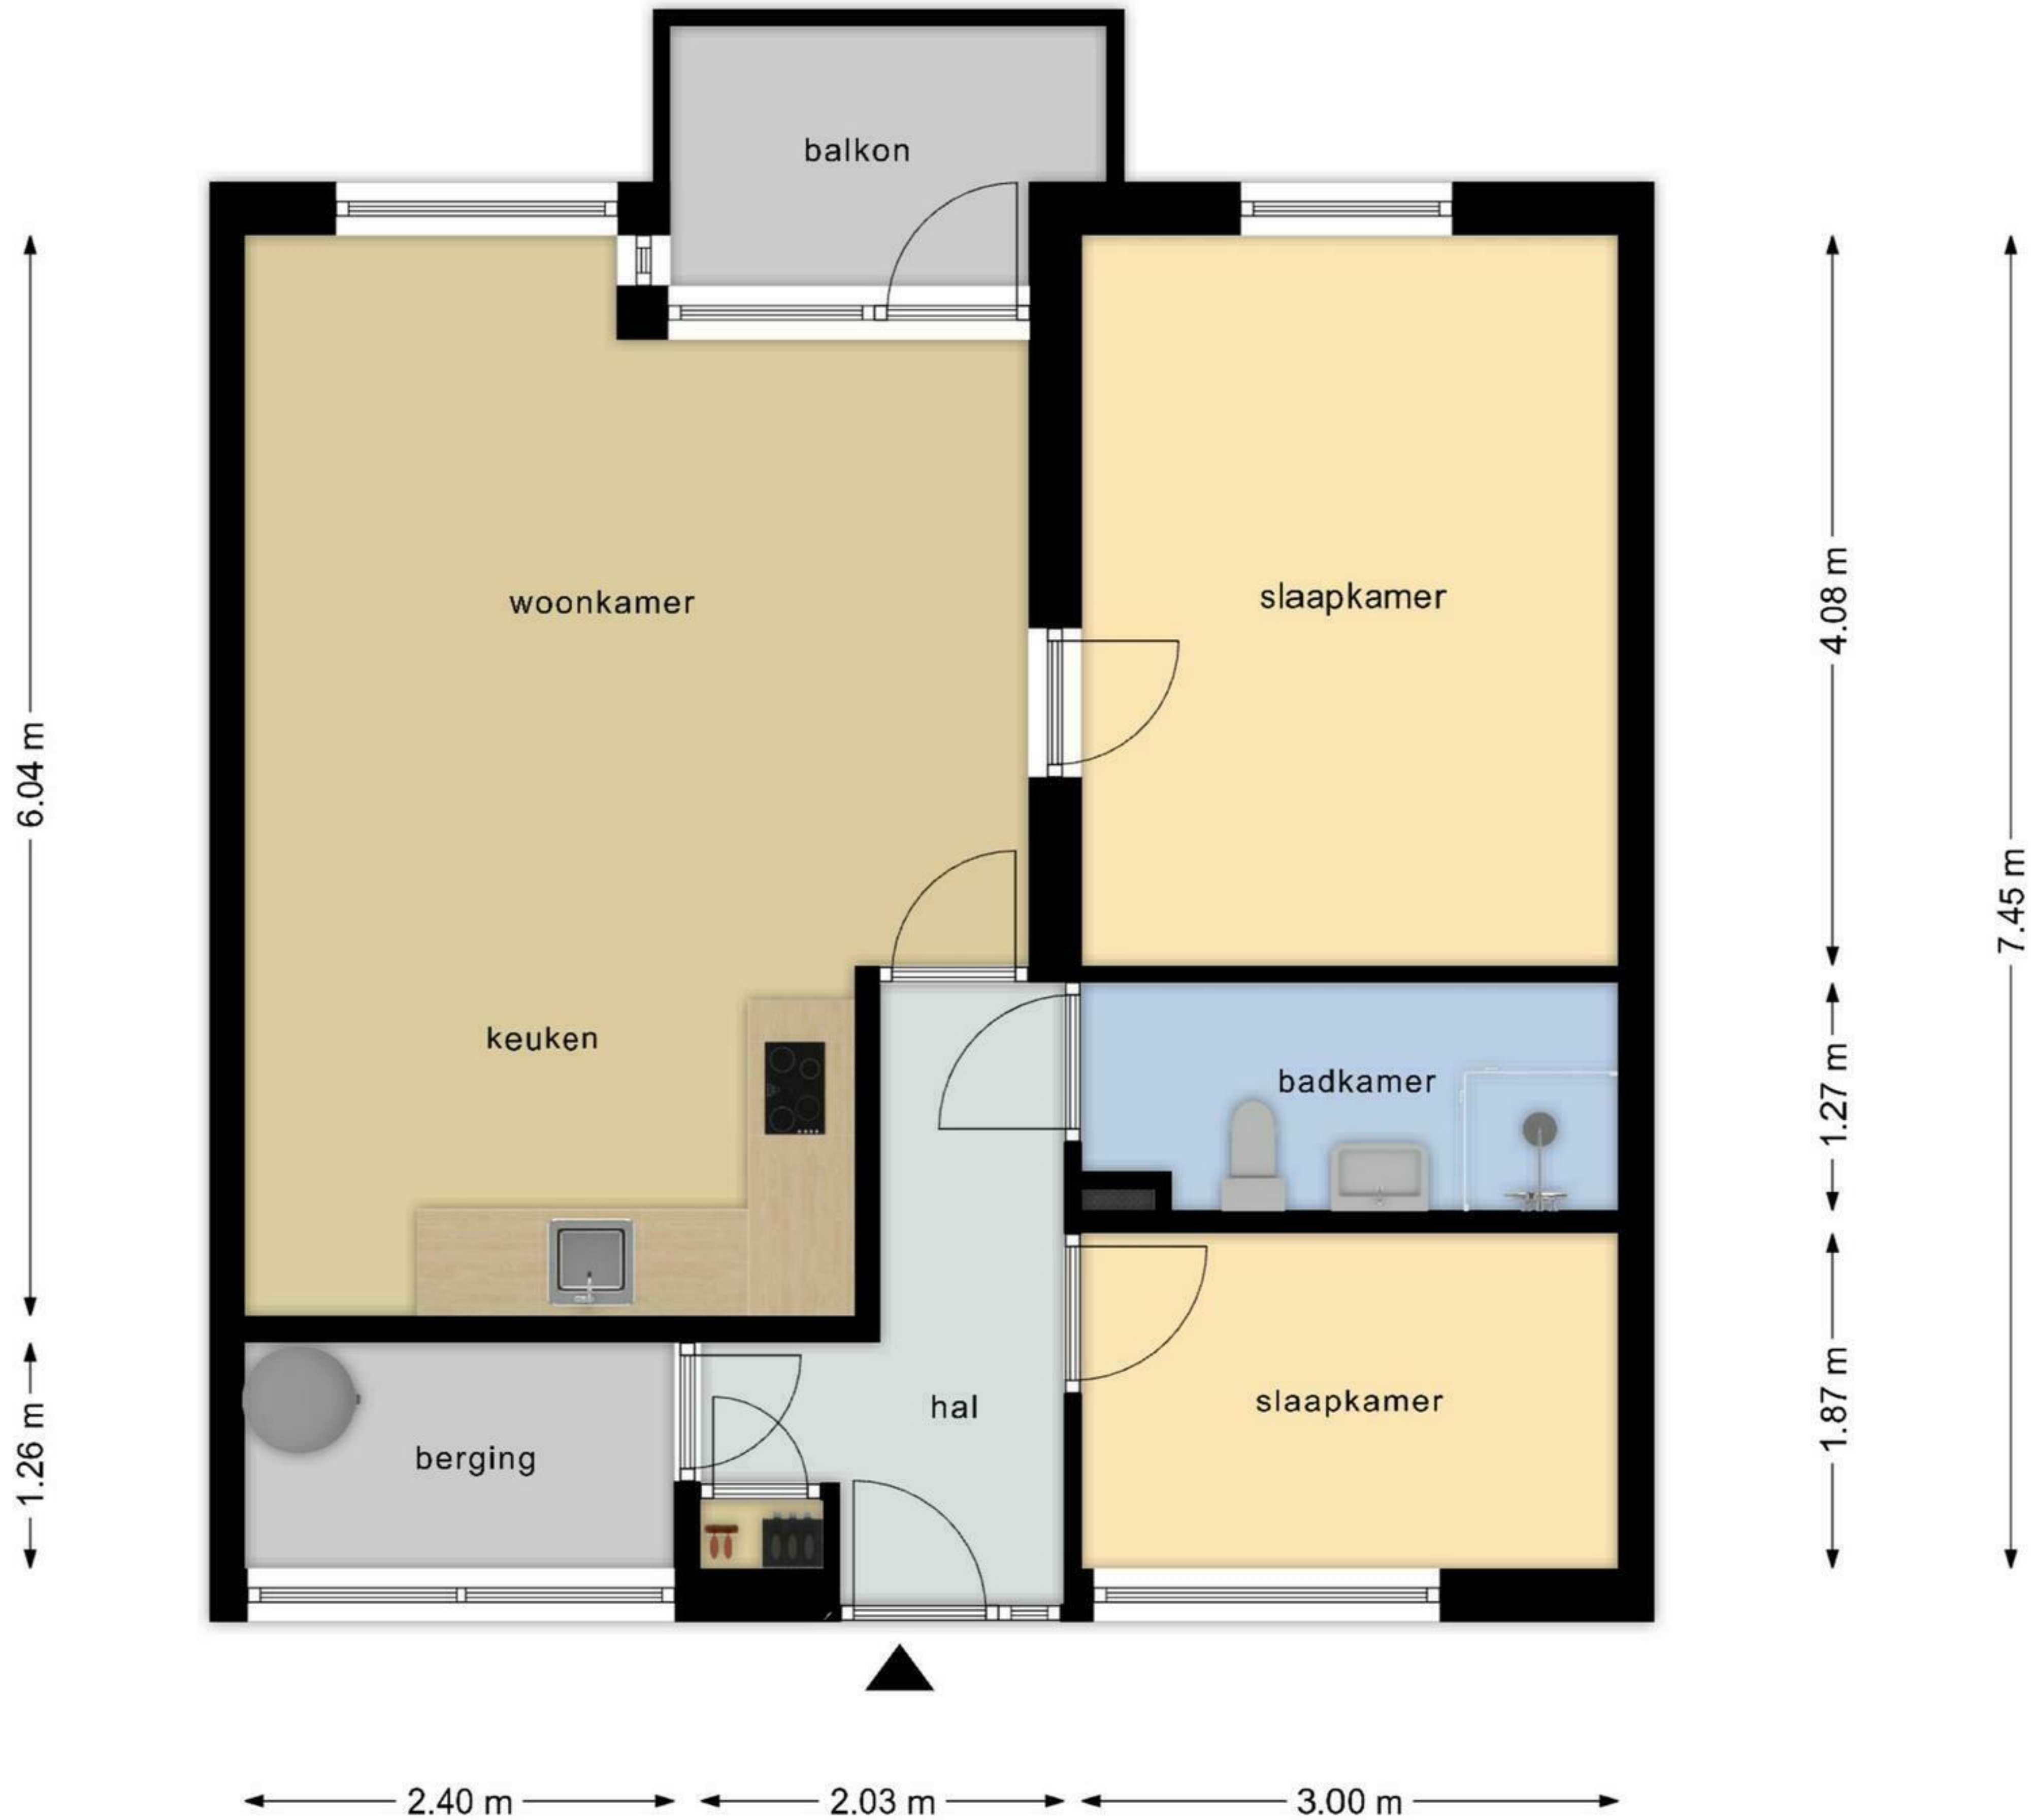 balkon
woonkamer
slaapkamer
4.08 m
6.04 m
7.45 m
keuken
badkamer
1.27 m
hal
slaapkamer
1.87 m
berging
1.26 m
2.40 m
2.03 m
3.00 m